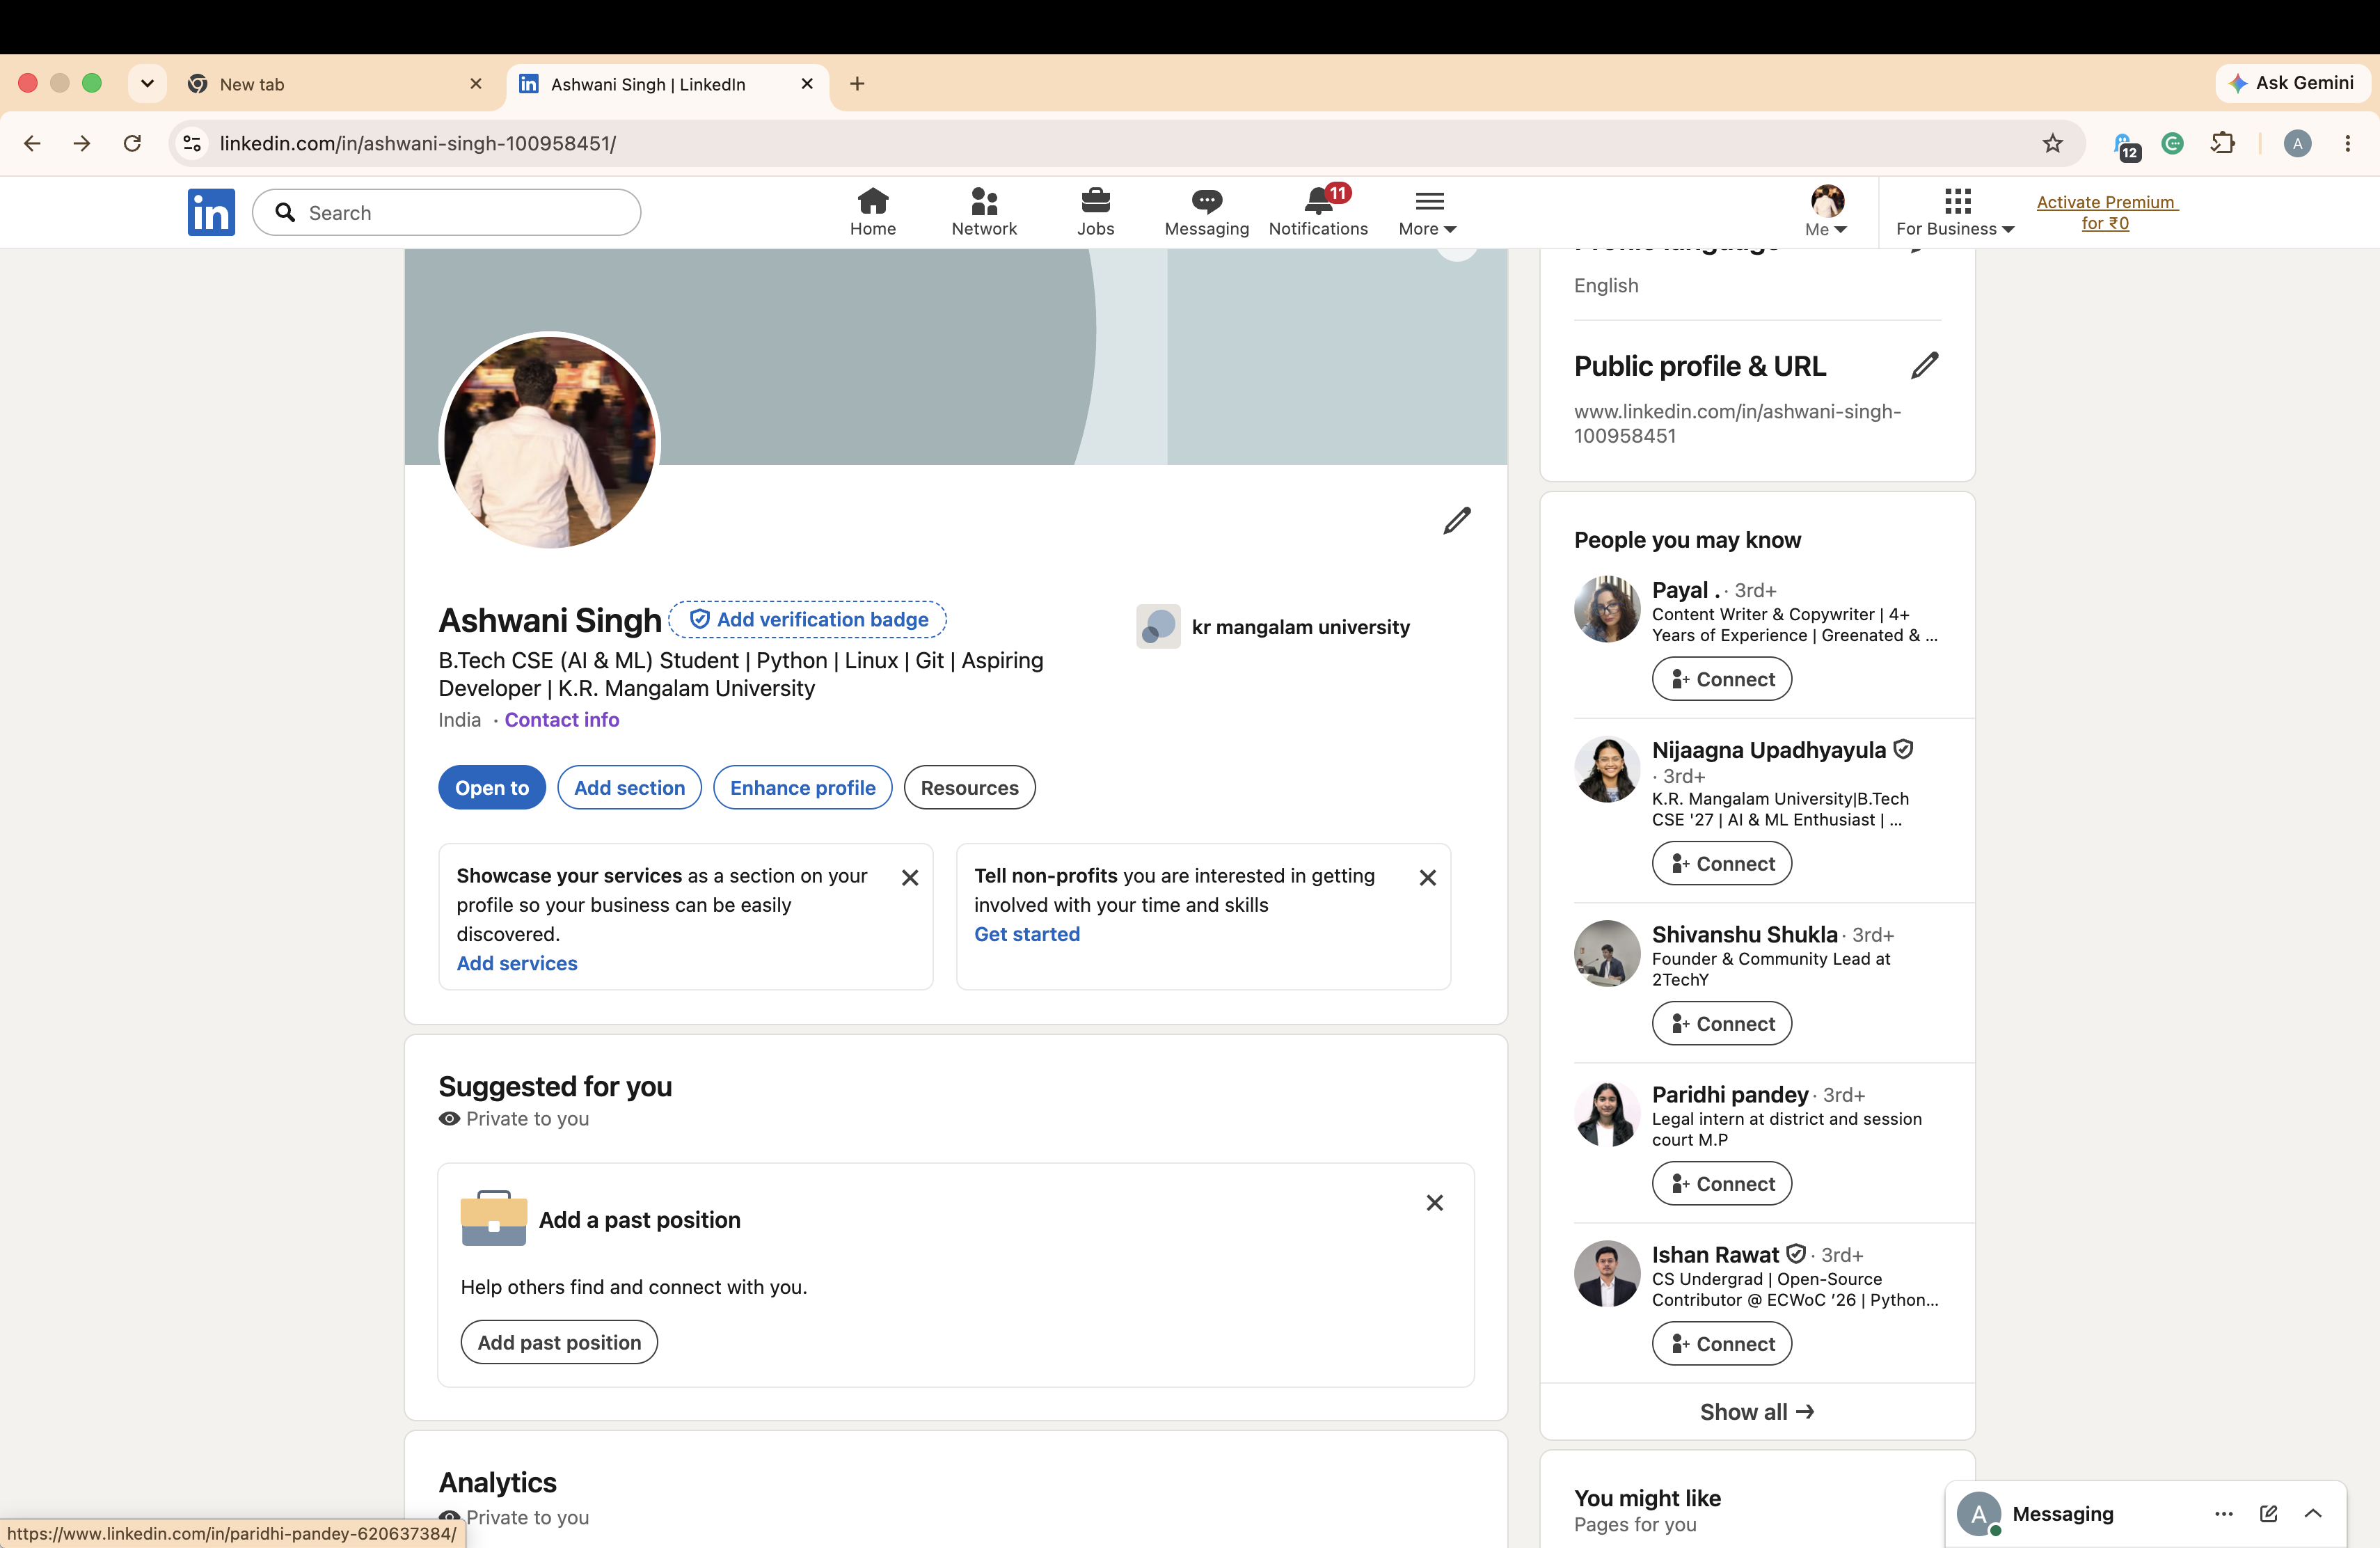 New tab
Ashwani Singh | LinkedIn
Ask Gemini
linkedin.com/in/ashwani-singh-100958451/
12
A
in
Search
Home
Network
Jobs
Messaging
11
Notifications
More
Me
For Business
Activate Premium
for ₹0
Profile language
English
Public profile & URL
www.linkedin.com/in/ashwani-singh-
100958451
Ashwani Singh
Add verification badge
kr mangalam university
B.Tech CSE (AI & ML) Student | Python | Linux | Git | Aspiring
Developer | K.R. Mangalam University
India · Contact info
Open to
Add section
Enhance profile
Resources
Showcase your services as a section on your
profile so your business can be easily
discovered.
Add services
Tell non-profits you are interested in getting
involved with your time and skills
Get started
Suggested for you
Private to you
Add a past position
Help others find and connect with you.
Add past position
Analytics
Private to you
People you may know
Payal . · 3rd+
Content Writer & Copywriter | 4+
Years of Experience | Greenated & ...
Connect
Nijaagna Upadhyayula
· 3rd+
K.R. Mangalam University|B.Tech
CSE '27 | AI & ML Enthusiast | ...
Connect
Shivanshu Shukla · 3rd+
Founder & Community Lead at
2TechY
Connect
Paridhi pandey · 3rd+
Legal intern at district and session
court M.P
Connect
Ishan Rawat · 3rd+
CS Undergrad | Open-Source
Contributor @ ECWoC ’26 | Python...
Connect
Show all →
You might like
Pages for you
A
Messaging
https://www.linkedin.com/in/paridhi-pandey-620637384/